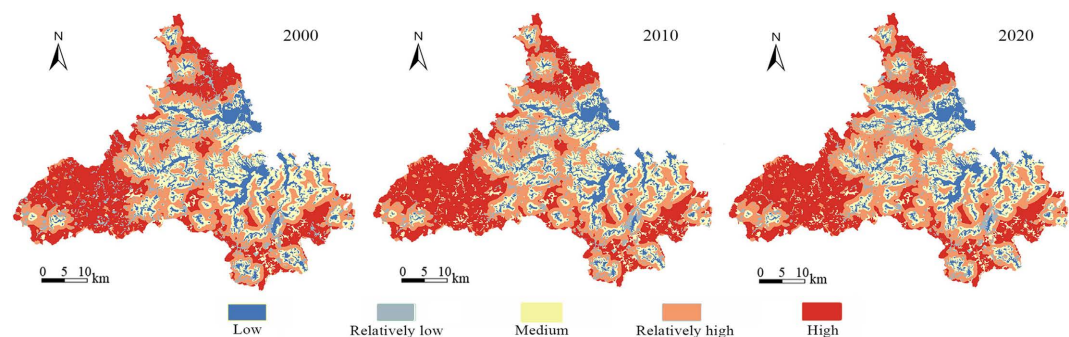 N 2000
N 2010
N 2020
0 5 10 km
0 5 10 km
0 5 10 km
Low
Relatively low
Medium
Relatively high
High